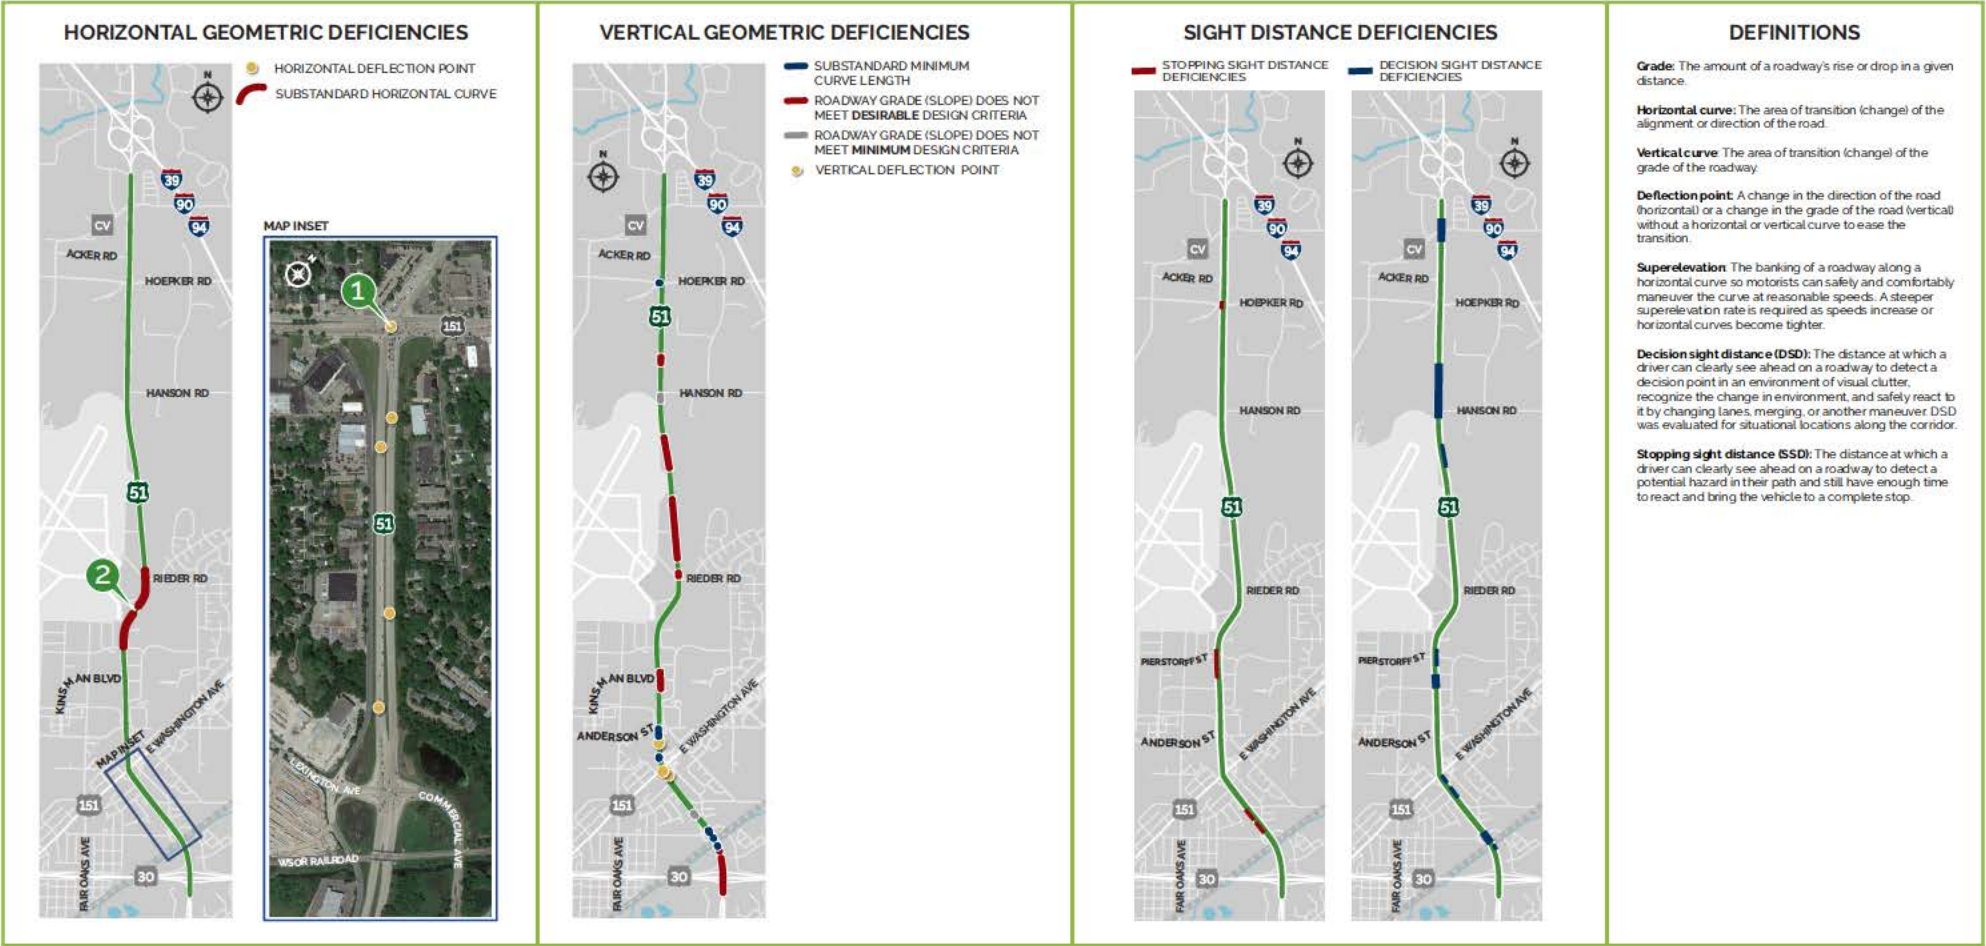 HORIZONTAL GEOMETRIC DEFICIENCIES
HORIZONTAL DEFLECTION POINT
SUBSTANDARD HORIZONTAL CURVE
N
39
90
94
CV
ACKER RD
HOEPKER RD
HANSON RD
51
2
RIEDER RD
KINSMAN BLVD
E WASHINGTON AVE
MAP INSET
151
FAIR OAKS AVE
30
MAP INSET
N
1
151
51
LEXINGTON AVE
COMMERCIAL AVE
WSOR RAILROAD
VERTICAL GEOMETRIC DEFICIENCIES
SUBSTANDARD MINIMUM
CURVE LENGTH
ROADWAY GRADE (SLOPE) DOES NOT
MEET DESIRABLE DESIGN CRITERIA
ROADWAY GRADE (SLOPE) DOES NOT
MEET MINIMUM DESIGN CRITERIA
VERTICAL DEFLECTION POINT
N
39
90
94
CV
ACKER RD
HOEPKER RD
51
HANSON RD
RIEDER RD
KINSMAN BLVD
ANDERSON ST
E WASHINGTON AVE
151
FAIR OAKS AVE
30
SIGHT DISTANCE DEFICIENCIES
STOPPING SIGHT DISTANCE
DEFICIENCIES
N
39
90
94
CV
ACKER RD
HOEPKER RD
HANSON RD
51
RIEDER RD
PIERSTORFF ST
ANDERSON ST
E WASHINGTON AVE
151
FAIR OAKS AVE
30
DECISION SIGHT DISTANCE
DEFICIENCIES
N
39
90
94
CV
ACKER RD
HOEPKER RD
HANSON RD
51
RIEDER RD
PIERSTORFF ST
ANDERSON ST
E WASHINGTON AVE
151
FAIR OAKS AVE
30
DEFINITIONS
Grade: The amount of a roadway's rise or drop in a given
distance.
Horizontal curve: The area of transition (change) of the
alignment or direction of the road.
Vertical curve: The area of transition (change) of the
grade of the roadway.
Deflection point: A change in the direction of the road
(horizontal) or a change in the grade of the road (vertical)
without a horizontal or vertical curve to ease the
transition.
Superelevation: The banking of a roadway along a
horizontal curve so motorists can safely and comfortably
maneuver the curve at reasonable speeds. A steeper
superelevation rate is required as speeds increase or
horizontal curves become tighter.
Decision sight distance (DSD): The distance at which a
driver can clearly see ahead on a roadway to detect a
decision point in an environment of visual clutter,
recognize the change in environment, and safely react to
it by changing lanes, merging, or another maneuver. DSD
was evaluated for situational locations along the corridor.
Stopping sight distance (SSD): The distance at which a
driver can clearly see ahead on a roadway to detect a
potential hazard in their path and still have enough time
to react and bring the vehicle to a complete stop.